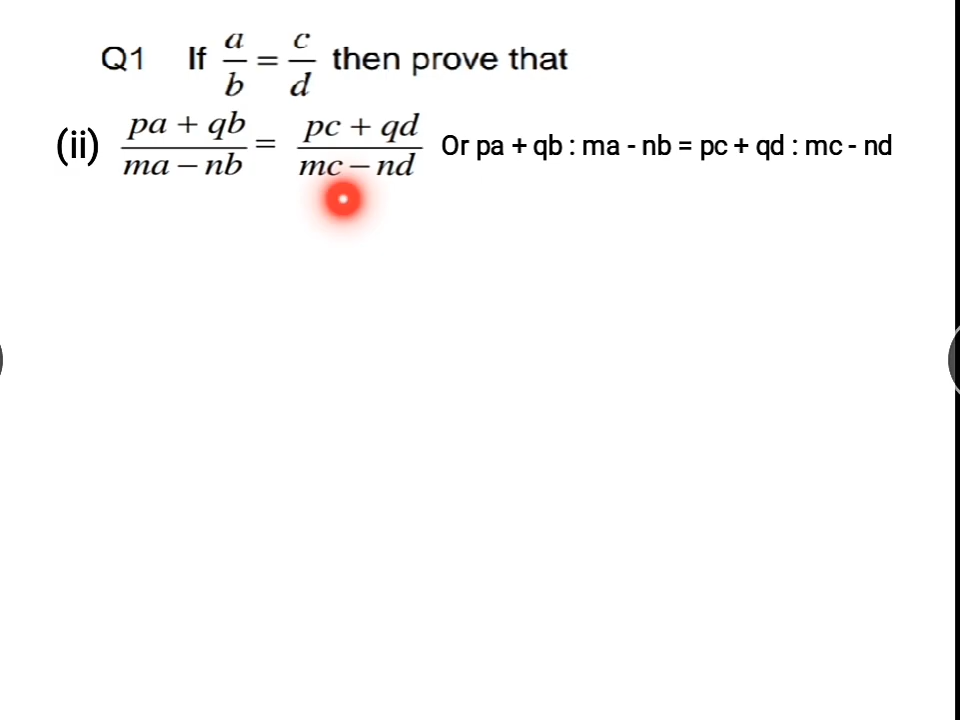 Q1 If a/b = c/d then prove that
(ii) pa + qb / ma − nb = pc + qd / mc − nd Or pa + qb : ma - nb = pc + qd : mc - nd